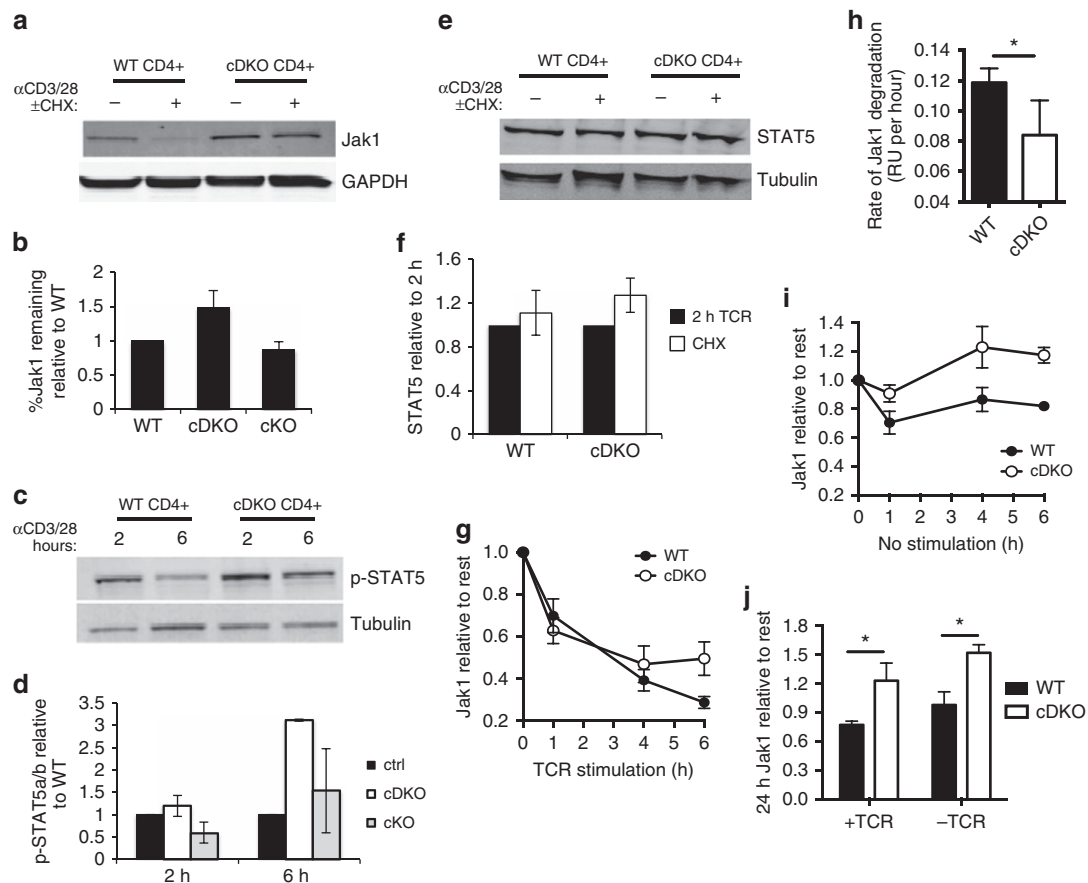 a
WT CD4+ cDKO CD4+
αCD3/28
±CHX: – + – +
Jak1
GAPDH
b
%Jak1 remaining
relative to WT
2
1.5
1
0.5
0
WT cDKO cKO
c
WT CD4+ cDKO CD4+
αCD3/28
hours: 2 6 2 6
p-STAT5
Tubulin
d
p-STAT5a/b relative
to WT
3.5
3
2.5
2
1.5
1
0.5
0
2 h 6 h
ctrl
cDKO
cKO
e
WT CD4+ cDKO CD4+
αCD3/28
±CHX: – + – +
STAT5
Tubulin
f
STAT5 relative to 2 h
1.6
1.2
0.8
0.4
0
WT cDKO
2 h TCR
CHX
g
Jak1 relative to rest
1.0
0.8
0.6
0.4
0.2
0 1 2 3 4 5 6
TCR stimulation (h)
WT
cDKO
h
Rate of Jak1 degradation
(RU per hour)
0.14
0.12
0.10
0.08
0.06
0.04
*
WT cDKO
i
Jak1 relative to rest
1.4
1.2
1.0
0.8
0.6
0.4
0.2
0 1 2 3 4 5 6
No stimulation (h)
WT
cDKO
j
24 h Jak1 relative to rest
1.8
1.5
1.2
0.9
0.6
0.3
0.0
* *
+TCR –TCR
WT
cDKO